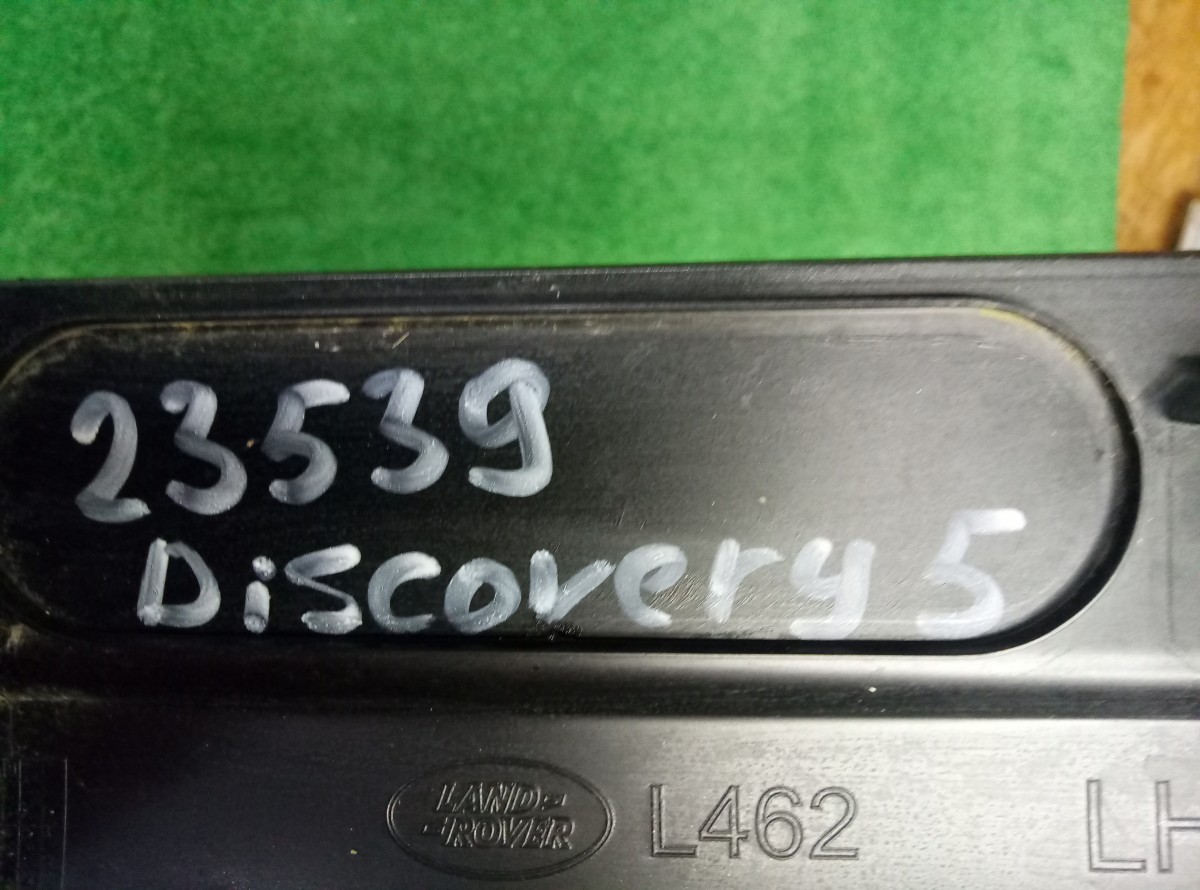 23539
Discovery 5
LAND-
-ROVER
L462
LH